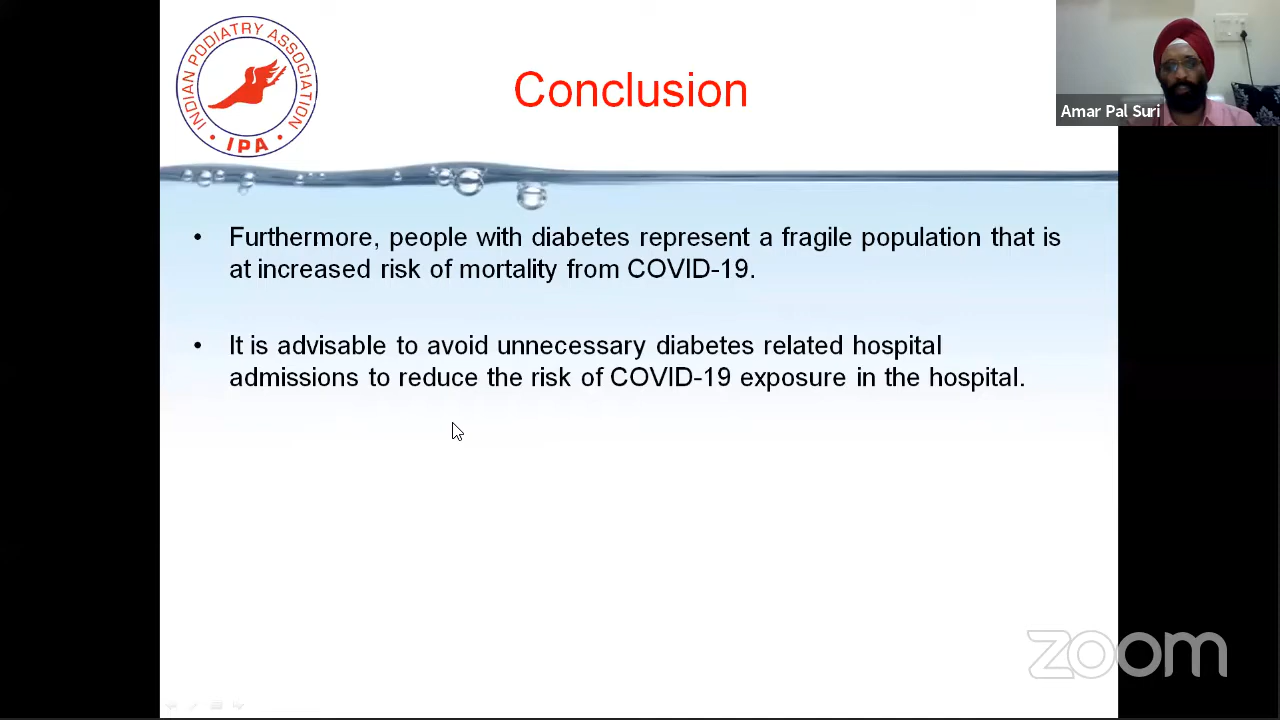 INDIAN PODIATRY ASSOCIATION
IPA
Conclusion
Amar Pal Suri
• Furthermore, people with diabetes represent a fragile population that is
at increased risk of mortality from COVID-19.
• It is advisable to avoid unnecessary diabetes related hospital
admissions to reduce the risk of COVID-19 exposure in the hospital.
zoom